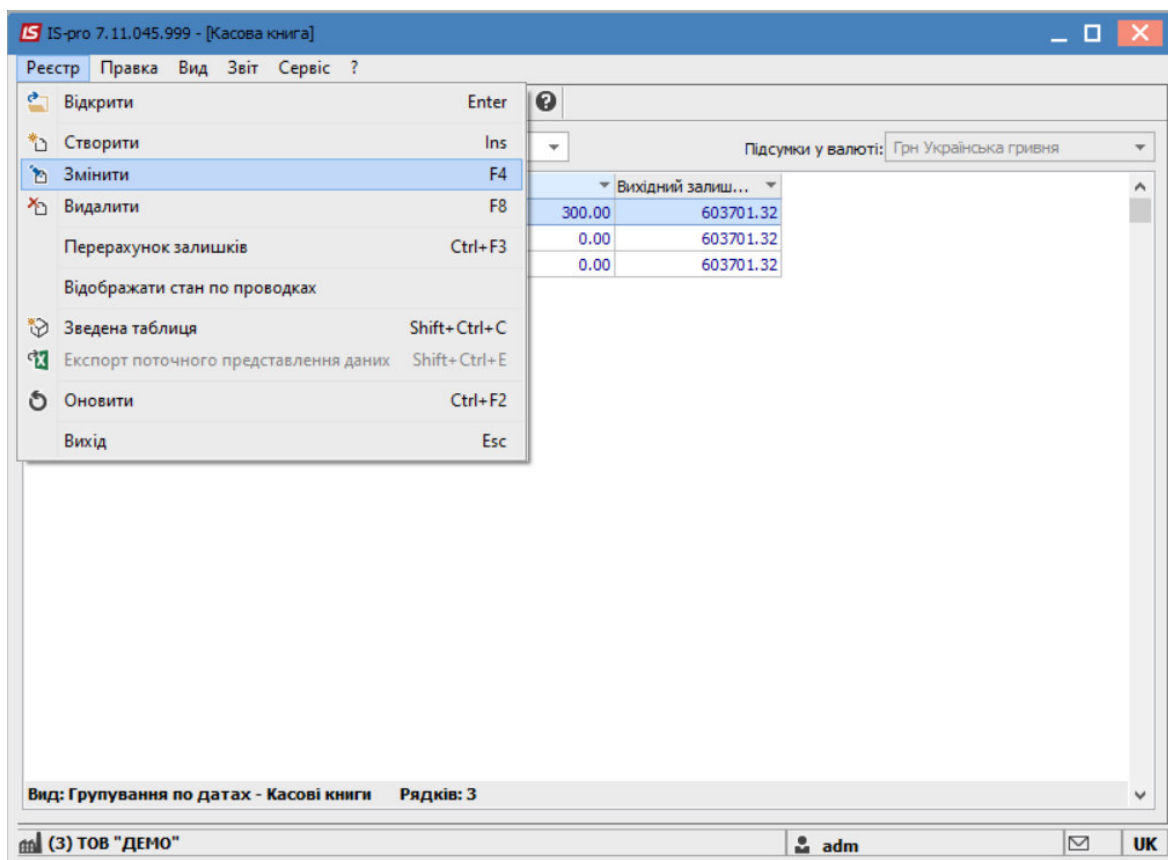 IS-pro 7.11.045.999 - [Касова книга]
Реєстр Правка Вид Звіт Сервіс ?
Відкрити Enter
Створити Ins
Змінити F4
Видалити F8
Перерахунок залишків Ctrl+F3
Відображати стан по проводках
Зведена таблиця Shift+Ctrl+C
Експорт поточного представлення даних Shift+Ctrl+E
Оновити Ctrl+F2
Вихід Esc
Підсумки у валюті: Грн Українська гривня
Вихідний залиш...
300.00 603701.32
0.00 603701.32
0.00 603701.32
Вид: Групування по датах - Касові книги Рядків: 3
(3) ТОВ "ДЕМО" adm UK